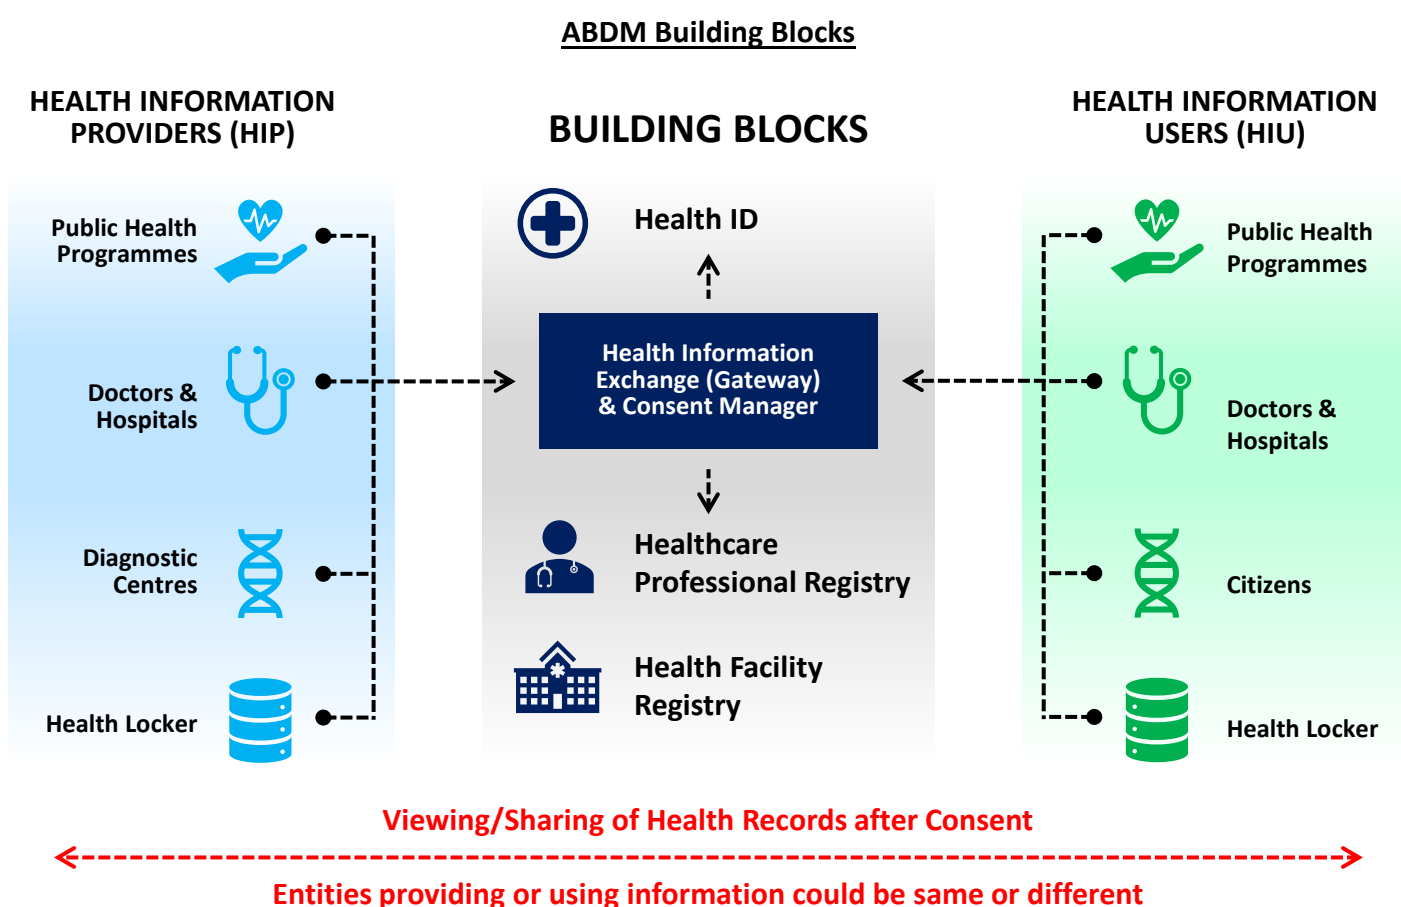 ABDM Building Blocks
HEALTH INFORMATION
PROVIDERS (HIP)
Public Health
Programmes
Doctors &
Hospitals
Diagnostic
Centres
Health Locker
BUILDING BLOCKS
Health ID
Health Information
Exchange (Gateway)
& Consent Manager
Healthcare
Professional Registry
Health Facility
Registry
HEALTH INFORMATION
USERS (HIU)
Public Health
Programmes
Doctors &
Hospitals
Citizens
Health Locker
Viewing/Sharing of Health Records after Consent
Entities providing or using information could be same or different